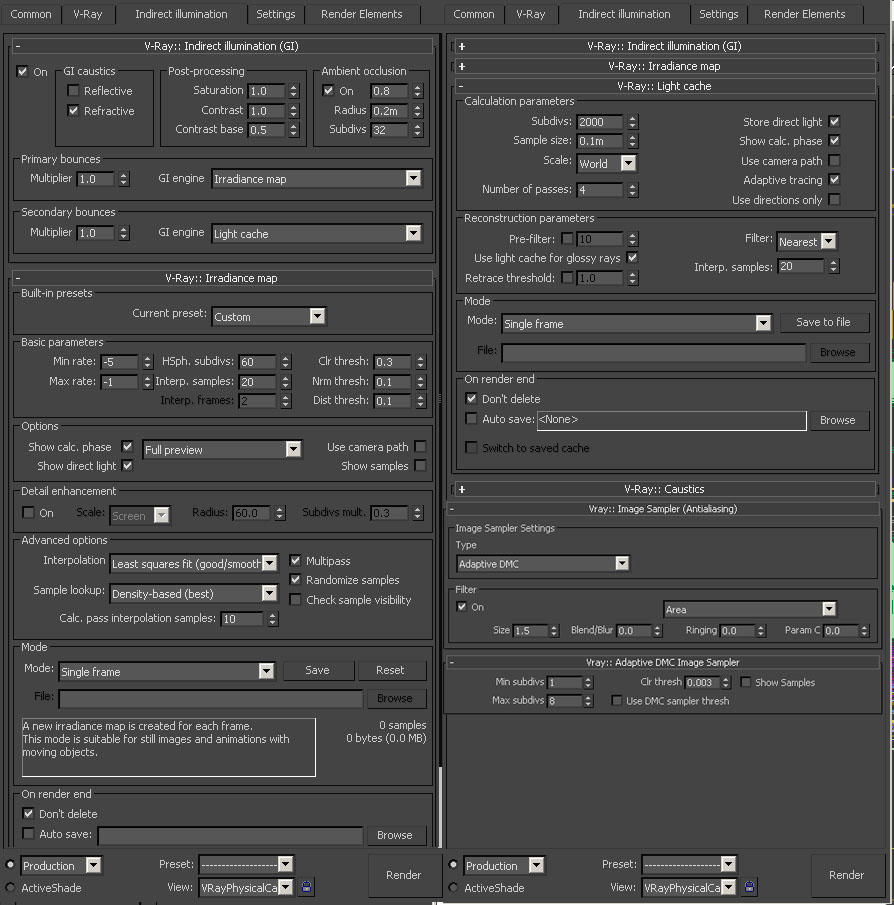 Common V-Ray Indirect illumination Settings Render Elements
- V-Ray:: Indirect illumination (GI)
On
GI caustics
Reflective
Refractive
Post-processing
Saturation 1.0
Contrast 1.0
Contrast base 0.5
Ambient occlusion
On 0.8
Radius 0.2m
Subdivs 32
Primary bounces
Multiplier 1.0 GI engine Irradiance map
Secondary bounces
Multiplier 1.0 GI engine Light cache
- V-Ray:: Irradiance map
Built-in presets
Current preset: Custom
Basic parameters
Min rate: -5 HSph. subdivs: 60 Clr thresh: 0.3
Max rate: -1 Interp. samples: 20 Nrm thresh: 0.1
Interp. frames: 2 Dist thresh: 0.1
Options
Show calc. phase Full preview Use camera path
Show direct light Show samples
Detail enhancement
On Scale: Screen Radius: 60.0 Subdivs mult. 0.3
Advanced options
Interpolation Least squares fit (good/smooth Multipass
Randomize samples
Sample lookup: Density-based (best) Check sample visibility
Calc. pass interpolation samples: 10
Mode
Mode: Single frame Save Reset
File: Browse
A new irradiance map is created for each frame.
This mode is suitable for still images and animations with
moving objects.
0 samples
0 bytes (0.0 MB)
On render end
Don't delete
Auto save: Browse
Production Preset: --------------------
ActiveShade View: VRayPhysicalCa
Render
Common V-Ray Indirect illumination Settings Render Elements
+ V-Ray:: Indirect illumination (GI)
+ V-Ray:: Irradiance map
- V-Ray:: Light cache
Calculation parameters
Subdivs: 2000 Store direct light
Sample size: 0.1m Show calc. phase
Scale: World Use camera path
Adaptive tracing
Number of passes: 4 Use directions only
Reconstruction parameters
Pre-filter: 10 Filter: Nearest
Use light cache for glossy rays
Retrace threshold: 1.0 Interp. samples: 20
Mode
Mode: Single frame Save to file
File: Browse
On render end
Don't delete
Auto save: <None> Browse
Switch to saved cache
+ V-Ray:: Caustics
- Vray:: Image Sampler (Antialiasing)
Image Sampler Settings
Type
Adaptive DMC
Filter
On Area
Size 1.5 Blend/Blur 0.0 Ringing 0.0 Param C 0.0
- Vray:: Adaptive DMC Image Sampler
Min subdivs 1 Clr thresh 0.003 Show Samples
Max subdivs 8 Use DMC sampler thresh
Production Preset: --------------------
ActiveShade View: VRayPhysicalCa
Render